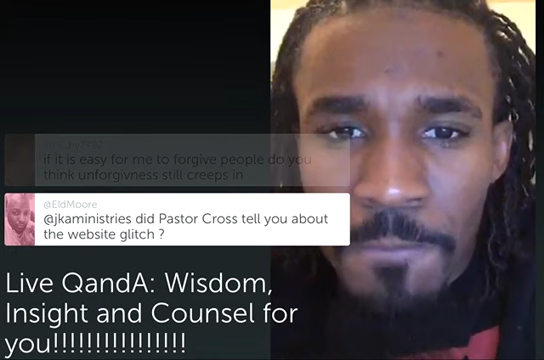 if it is easy for me to forgive people do you
think unforgivness still creeps in
@EldMoore
@jkaministries did Pastor Cross tell you about
the website glitch ?
Live QandA: Wisdom,
Insight and Counsel for
you!!!!!!!!!!!!!!!!